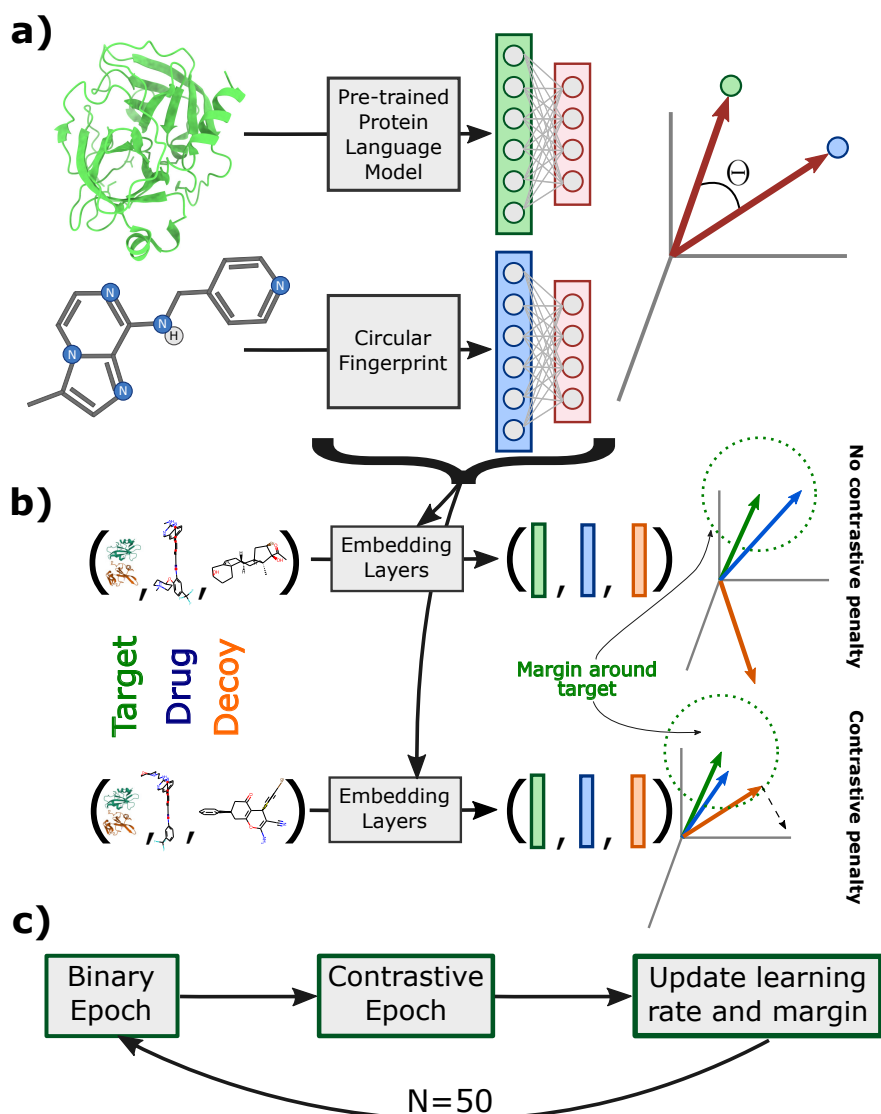 a)
Pre-trained
Protein
Language
Model
Θ
N
N
N
H
N
N
Circular
Fingerprint
b)
( , , )
Embedding
Layers
( , , )
No contrastive penalty
Target
Drug
Decoy
Margin around
target
( , , )
Embedding
Layers
( , , )
Contrastive penalty
c)
Binary
Epoch
Contrastive
Epoch
Update learning
rate and margin
N=50